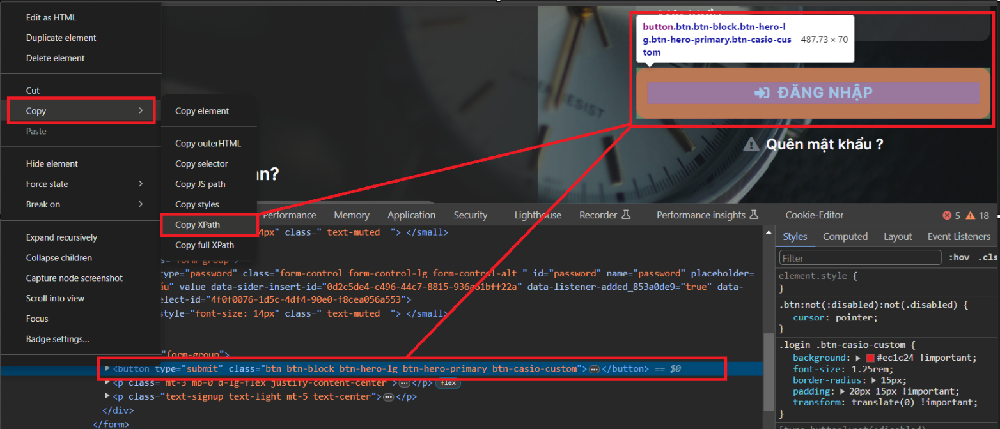 Edit as HTML
Duplicate element
Delete element
Cut
Copy
Paste
Hide element
Force state
Break on
Expand recursively
Collapse children
Capture node screenshot
Scroll into view
Focus
Badge settings...
Copy element
Copy outerHTML
Copy selector
Copy JS path
Copy styles
Copy XPath
Copy full XPath
button.btn.btn-block.btn-hero-l
g.btn-hero-primary.btn-casio-cus
tom
487.73 × 70
ĐĂNG NHẬP
Quên mật khẩu ?
Performance Memory Application Security Lighthouse Recorder Performance insights Cookie-Editor 5 18
4px" class=" text-muted "> </small>
type="password" class="form-control form-control-lg form-control-alt " id="password" name="password" placeholder=
value data-sider-insert-id="0d2c5de4-c496-44c7-8815-936a61bff22a" data-listener-added_853a0de9="true" data-
elect-id="4f0f0076-1d5c-4df4-90e0-f8cea056a553">
style="font-size: 14px" class=" text-muted "> </small>
"form-group">
<button type="submit" class="btn btn-block btn-hero-lg btn-hero-primary btn-casio-custom">…</button> == $0
<p class="mt-3 mb-0 d-lg-flex justify-content-center">…</p> flex
<p class="text-signup text-light mt-5 text-center">…</p>
</div>
</form>
Styles Computed Layout Event Listeners
Filter :hov .cls
element.style {
}
.btn:not(:disabled):not(.disabled) {
cursor: pointer;
}
.login .btn-casio-custom {
background: #ec1c24 !important;
font-size: 1.25rem;
border-radius: 15px;
padding: 20px 15px !important;
transform: translate(0) !important;
}